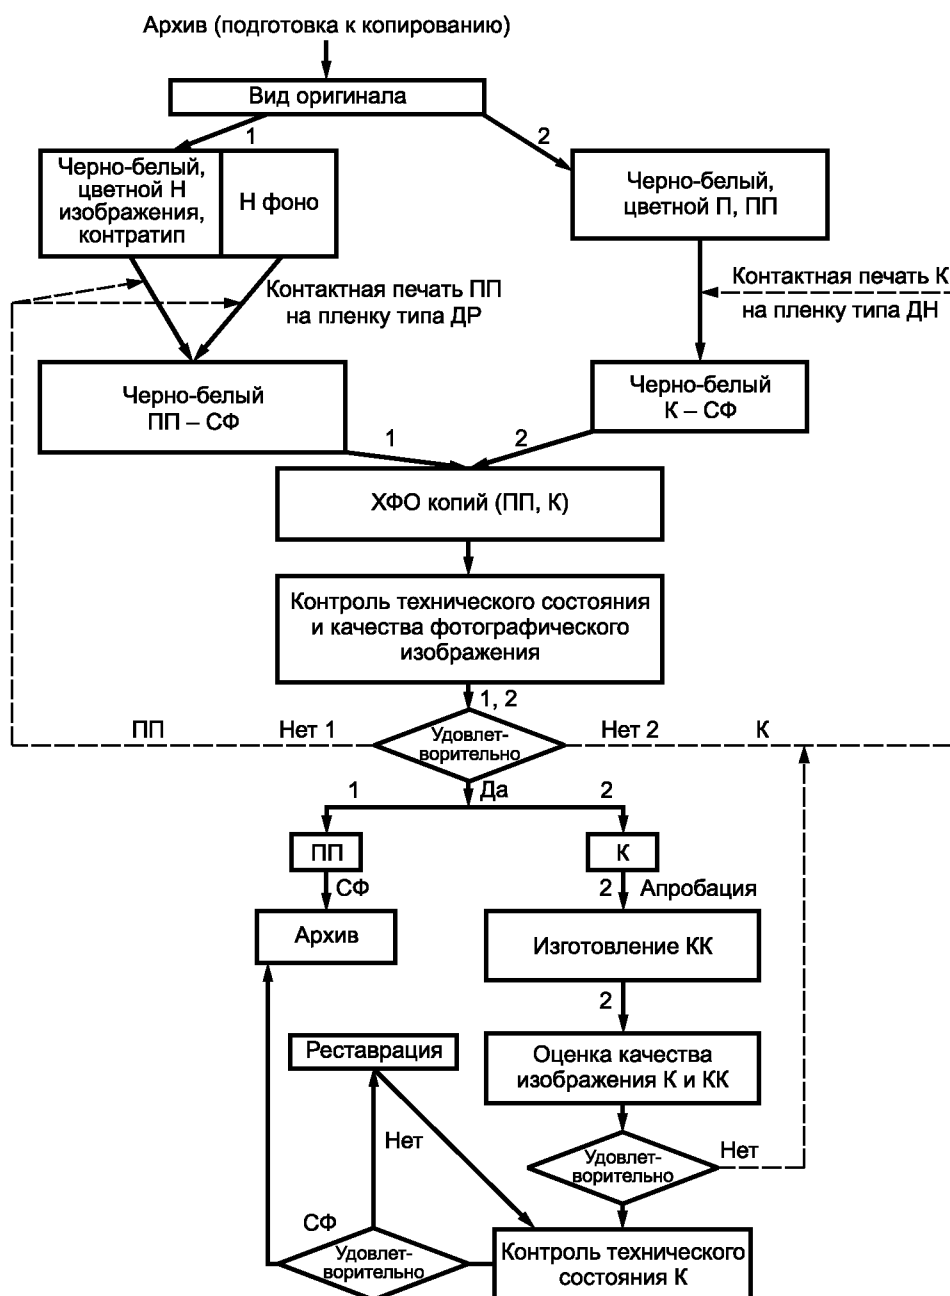 Архив (подготовка к копированию)
Вид оригинала
1
2
Черно-белый,
цветной Н
изображения,
контратип
Н фоно
Черно-белый,
цветной П, ПП
Контактная печать ПП
на пленку типа ДР
Контактная печать К
на пленку типа ДН
Черно-белый
ПП – СФ
Черно-белый
К – СФ
1
2
ХФО копий (ПП, К)
Контроль технического состояния
и качества фотографического
изображения
1, 2
ПП
Нет 1
Удовлет-
ворительно
Нет 2
К
Да
1
2
ПП
К
СФ
2
Апробация
Архив
Изготовление КК
2
Реставрация
Оценка качества
изображения К и КК
Нет
Удовлет-
ворительно
Нет
СФ
Удовлет-
ворительно
Контроль технического
состояния К